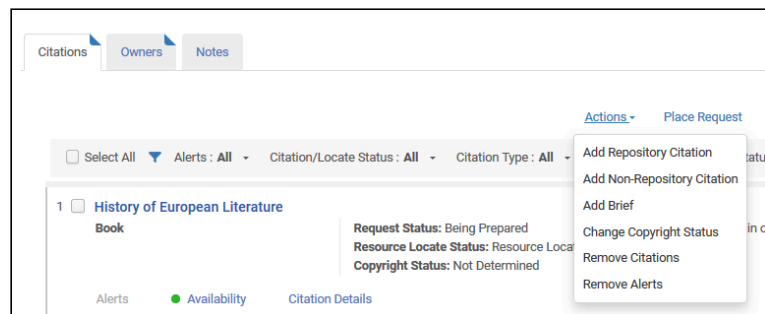 Citations Owners Notes
Actions Place Request
Select All Alerts : All Citation/Locate Status : All Citation Type : All
Add Repository Citation
Add Non-Repository Citation
Add Brief
Change Copyright Status
Remove Citations
Remove Alerts
1 History of European Literature
Book Request Status: Being Prepared
Resource Locate Status: Resource Locat
Copyright Status: Not Determined
Alerts Availability Citation Details